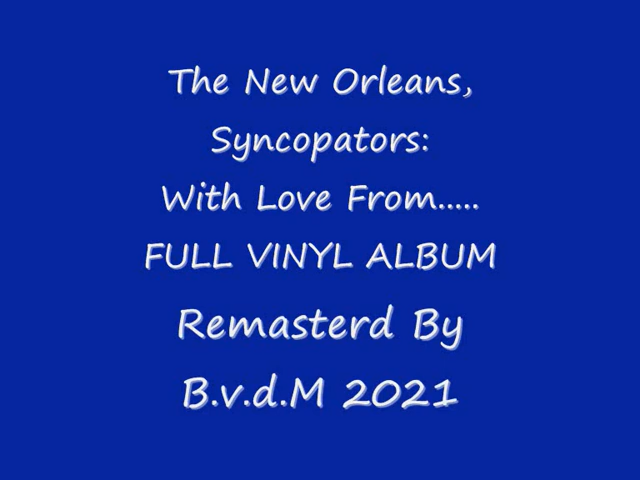 The New Orleans,
Syncopators:
With Love From.....
FULL VINYL ALBUM
Remasterd By
B.v.d.M 2021